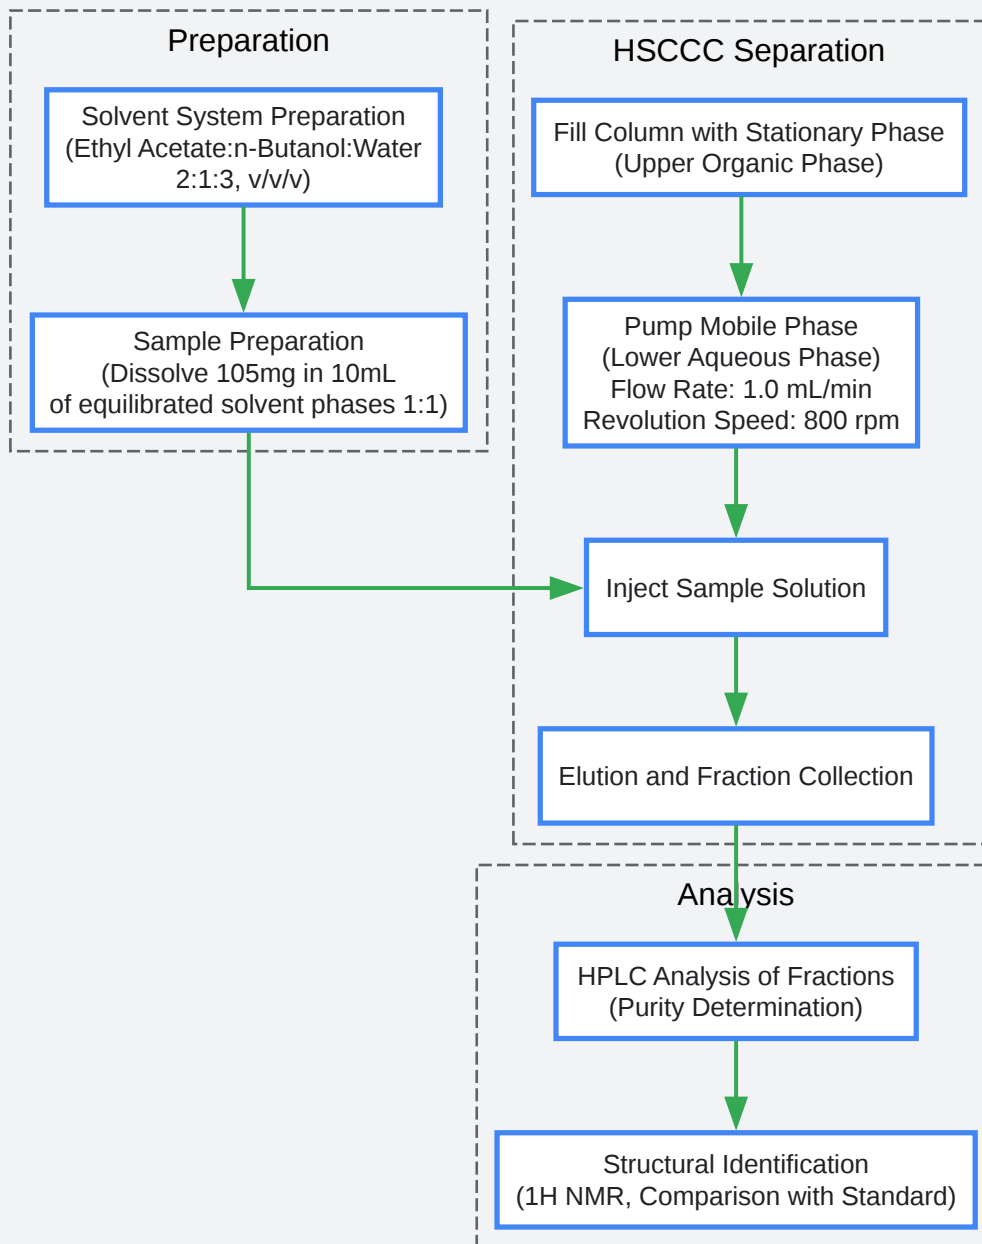 Preparation
Solvent System Preparation
(Ethyl Acetate:n-Butanol:Water
2:1:3, v/v/v)
Sample Preparation
(Dissolve 105mg in 10mL
of equilibrated solvent phases 1:1)
HSCCC Separation
Fill Column with Stationary Phase
(Upper Organic Phase)
Pump Mobile Phase
(Lower Aqueous Phase)
Flow Rate: 1.0 mL/min
Revolution Speed: 800 rpm
Inject Sample Solution
Elution and Fraction Collection
Analysis
HPLC Analysis of Fractions
(Purity Determination)
Structural Identification
(1H NMR, Comparison with Standard)